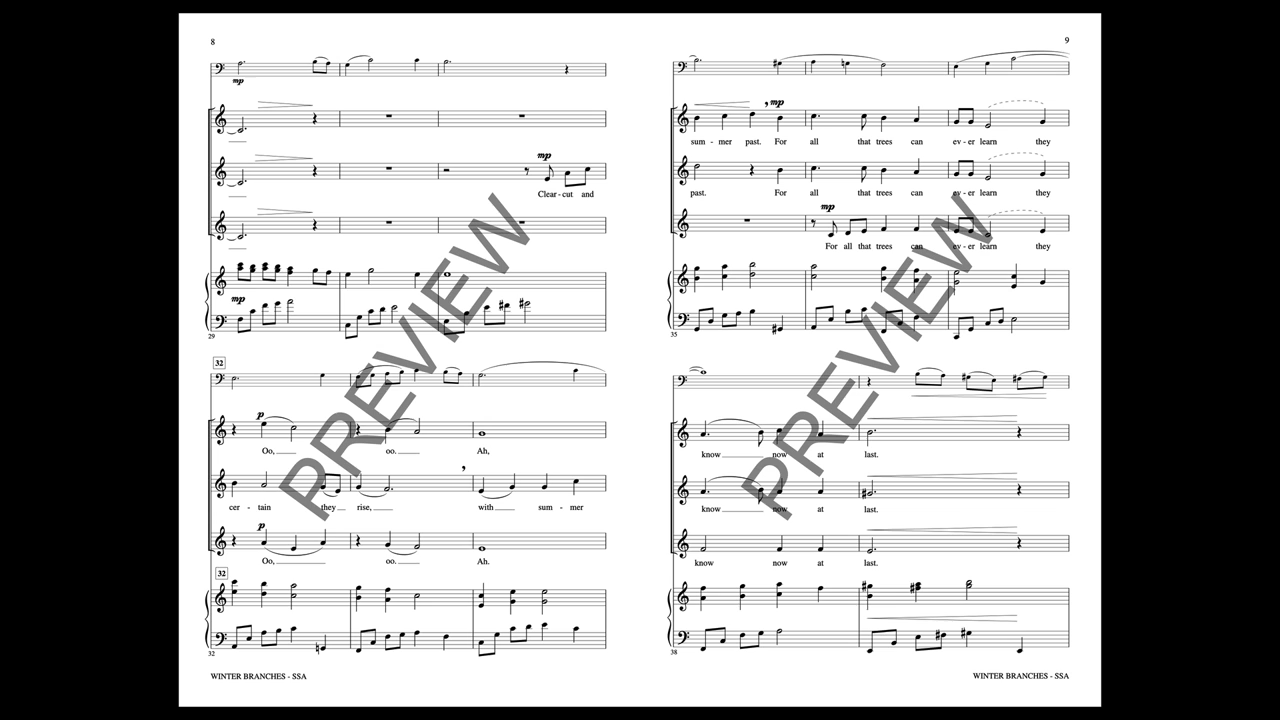 8
mp
mp
Clear - cut and
mp
29
32
p
Oo, oo. Ah,
cer - tain they rise, with sum - mer
p
Oo, oo. Ah.
32
32
WINTER BRANCHES - SSA
PREVIEW
9
mp
sum - mer past. For all that trees can ev - er learn they
past. For all that trees can ev - er learn they
mp
For all that trees can ev - er learn they
35
know now at last.
know now at last.
know now at last.
38
WINTER BRANCHES - SSA
PREVIEW